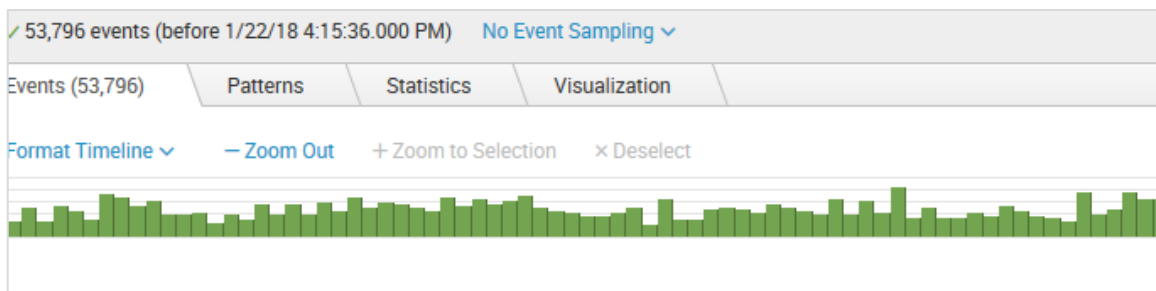 ✓ 53,796 events (before 1/22/18 4:15:36.000 PM) No Event Sampling
Events (53,796) Patterns Statistics Visualization
Format Timeline — Zoom Out + Zoom to Selection × Deselect